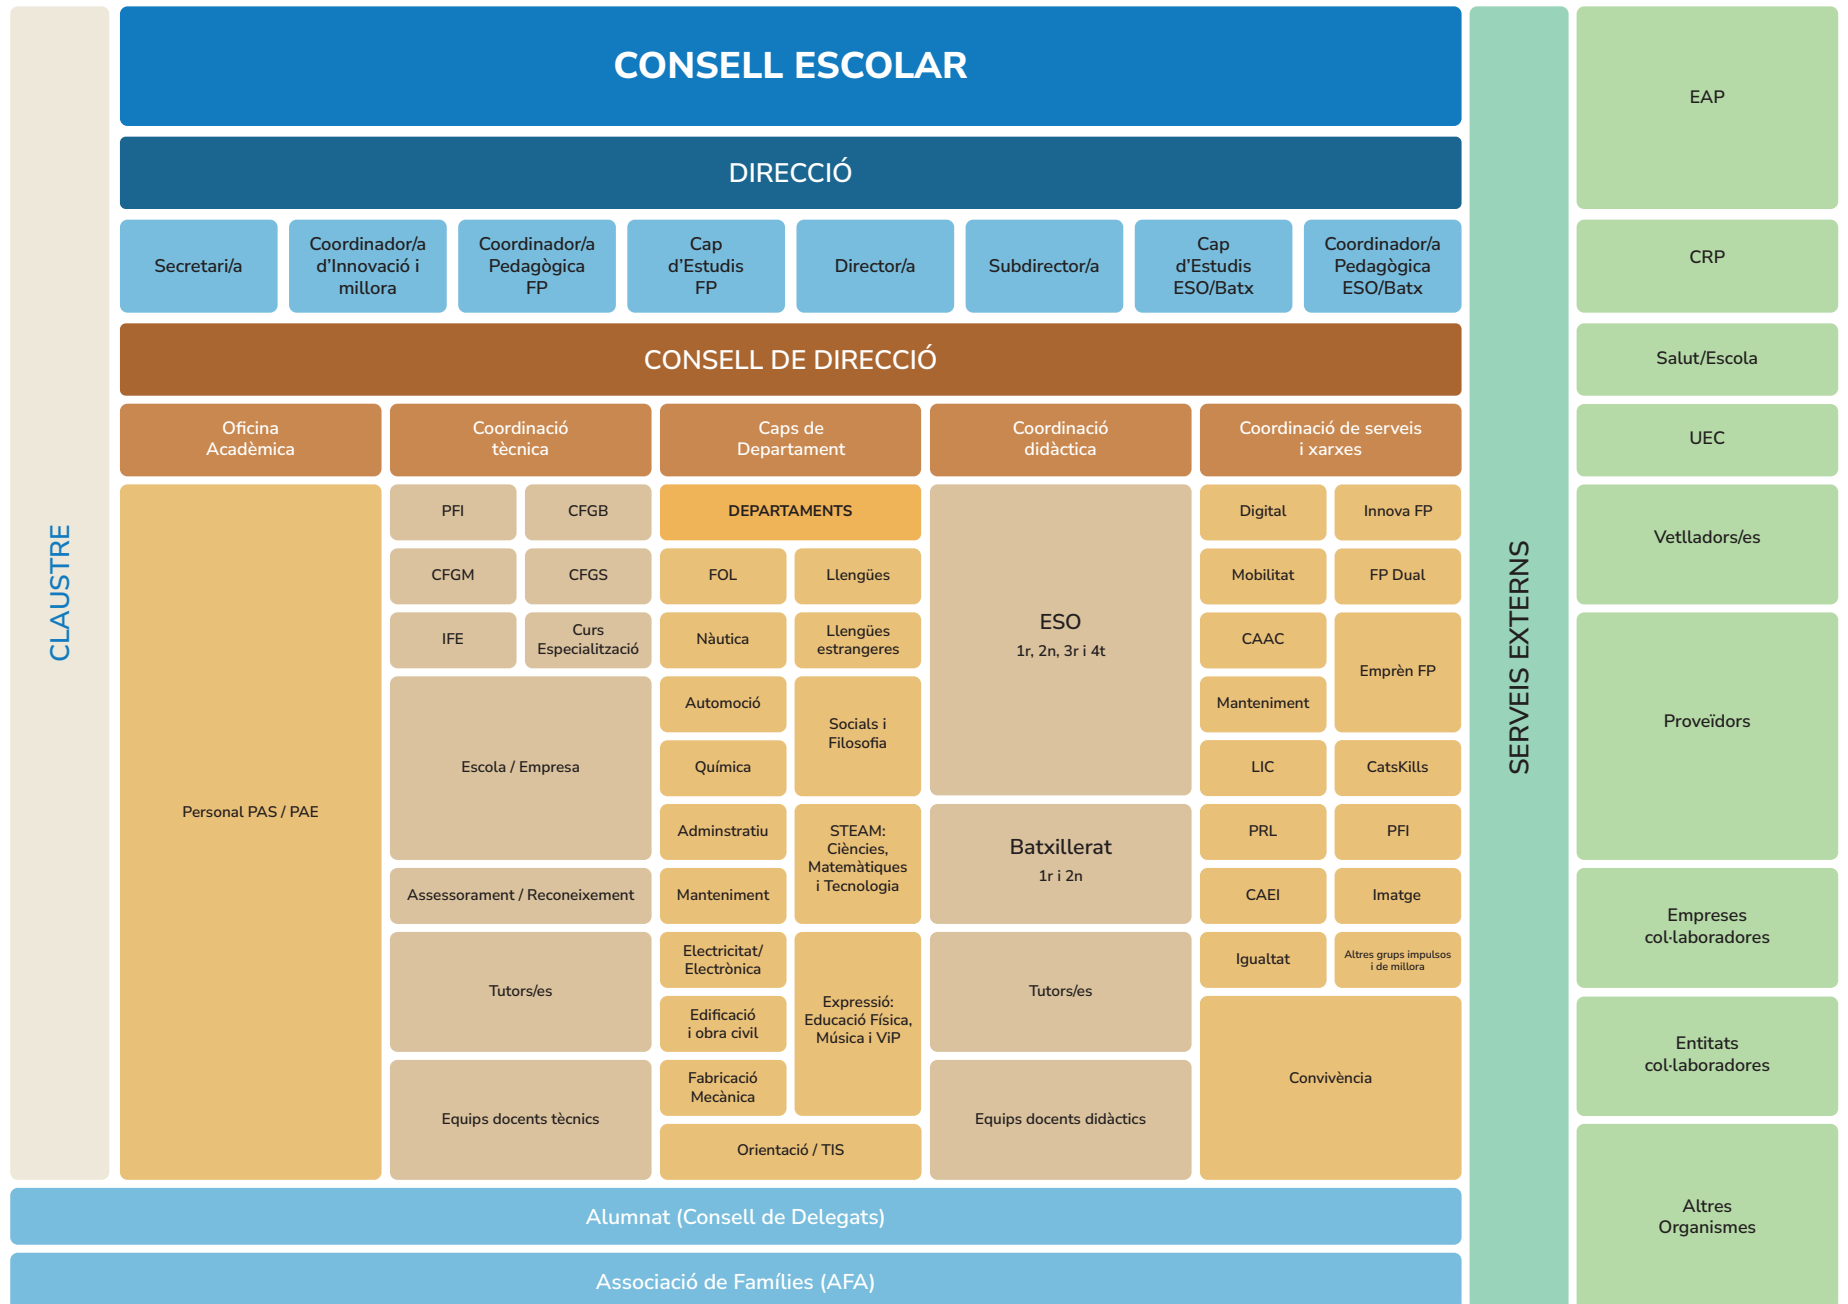 CLAUSTRE
CONSELL ESCOLAR
DIRECCIÓ
Secretari/a
Coordinador/a
d’Innovació i
millora
Coordinador/a
Pedagògica
FP
Cap
d’Estudis
FP
Director/a
Subdirector/a
Cap
d’Estudis
ESO/Batx
Coordinador/a
Pedagògica
ESO/Batx
CONSELL DE DIRECCIÓ
Oficina
Acadèmica
Personal PAS / PAE
Coordinació
tècnica
PFI
CFGB
CFGM
CFGS
IFE
Curs
Especialització
Escola / Empresa
Assessorament / Reconeixement
Tutors/es
Equips docents tècnics
Caps de
Departament
DEPARTAMENTS
FOL
Llengües
Nàutica
Llengües
estrangeres
Automoció
Socials i
Filosofia
Química
Adminstratiu
STEAM:
Ciències,
Matemàtiques
i Tecnologia
Manteniment
Electricitat/
Electrònica
Expressió:
Educació Física,
Música i ViP
Edificació
i obra civil
Fabricació
Mecànica
Orientació / TIS
Coordinació
didàctica
ESO
1r, 2n, 3r i 4t
Batxillerat
1r i 2n
Tutors/es
Equips docents didàctics
Coordinació de serveis
i xarxes
Digital
Innova FP
Mobilitat
FP Dual
CAAC
Emprèn FP
Manteniment
LIC
CatsKills
PRL
PFI
CAEI
Imatge
Igualtat
Altres grups impulsos
i de millora
Convivència
Alumnat (Consell de Delegats)
Associació de Famílies (AFA)
SERVEIS EXTERNS
EAP
CRP
Salut/Escola
UEC
Vetlladors/es
Proveïdors
Empreses
col·laboradores
Entitats
col·laboradores
Altres
Organismes